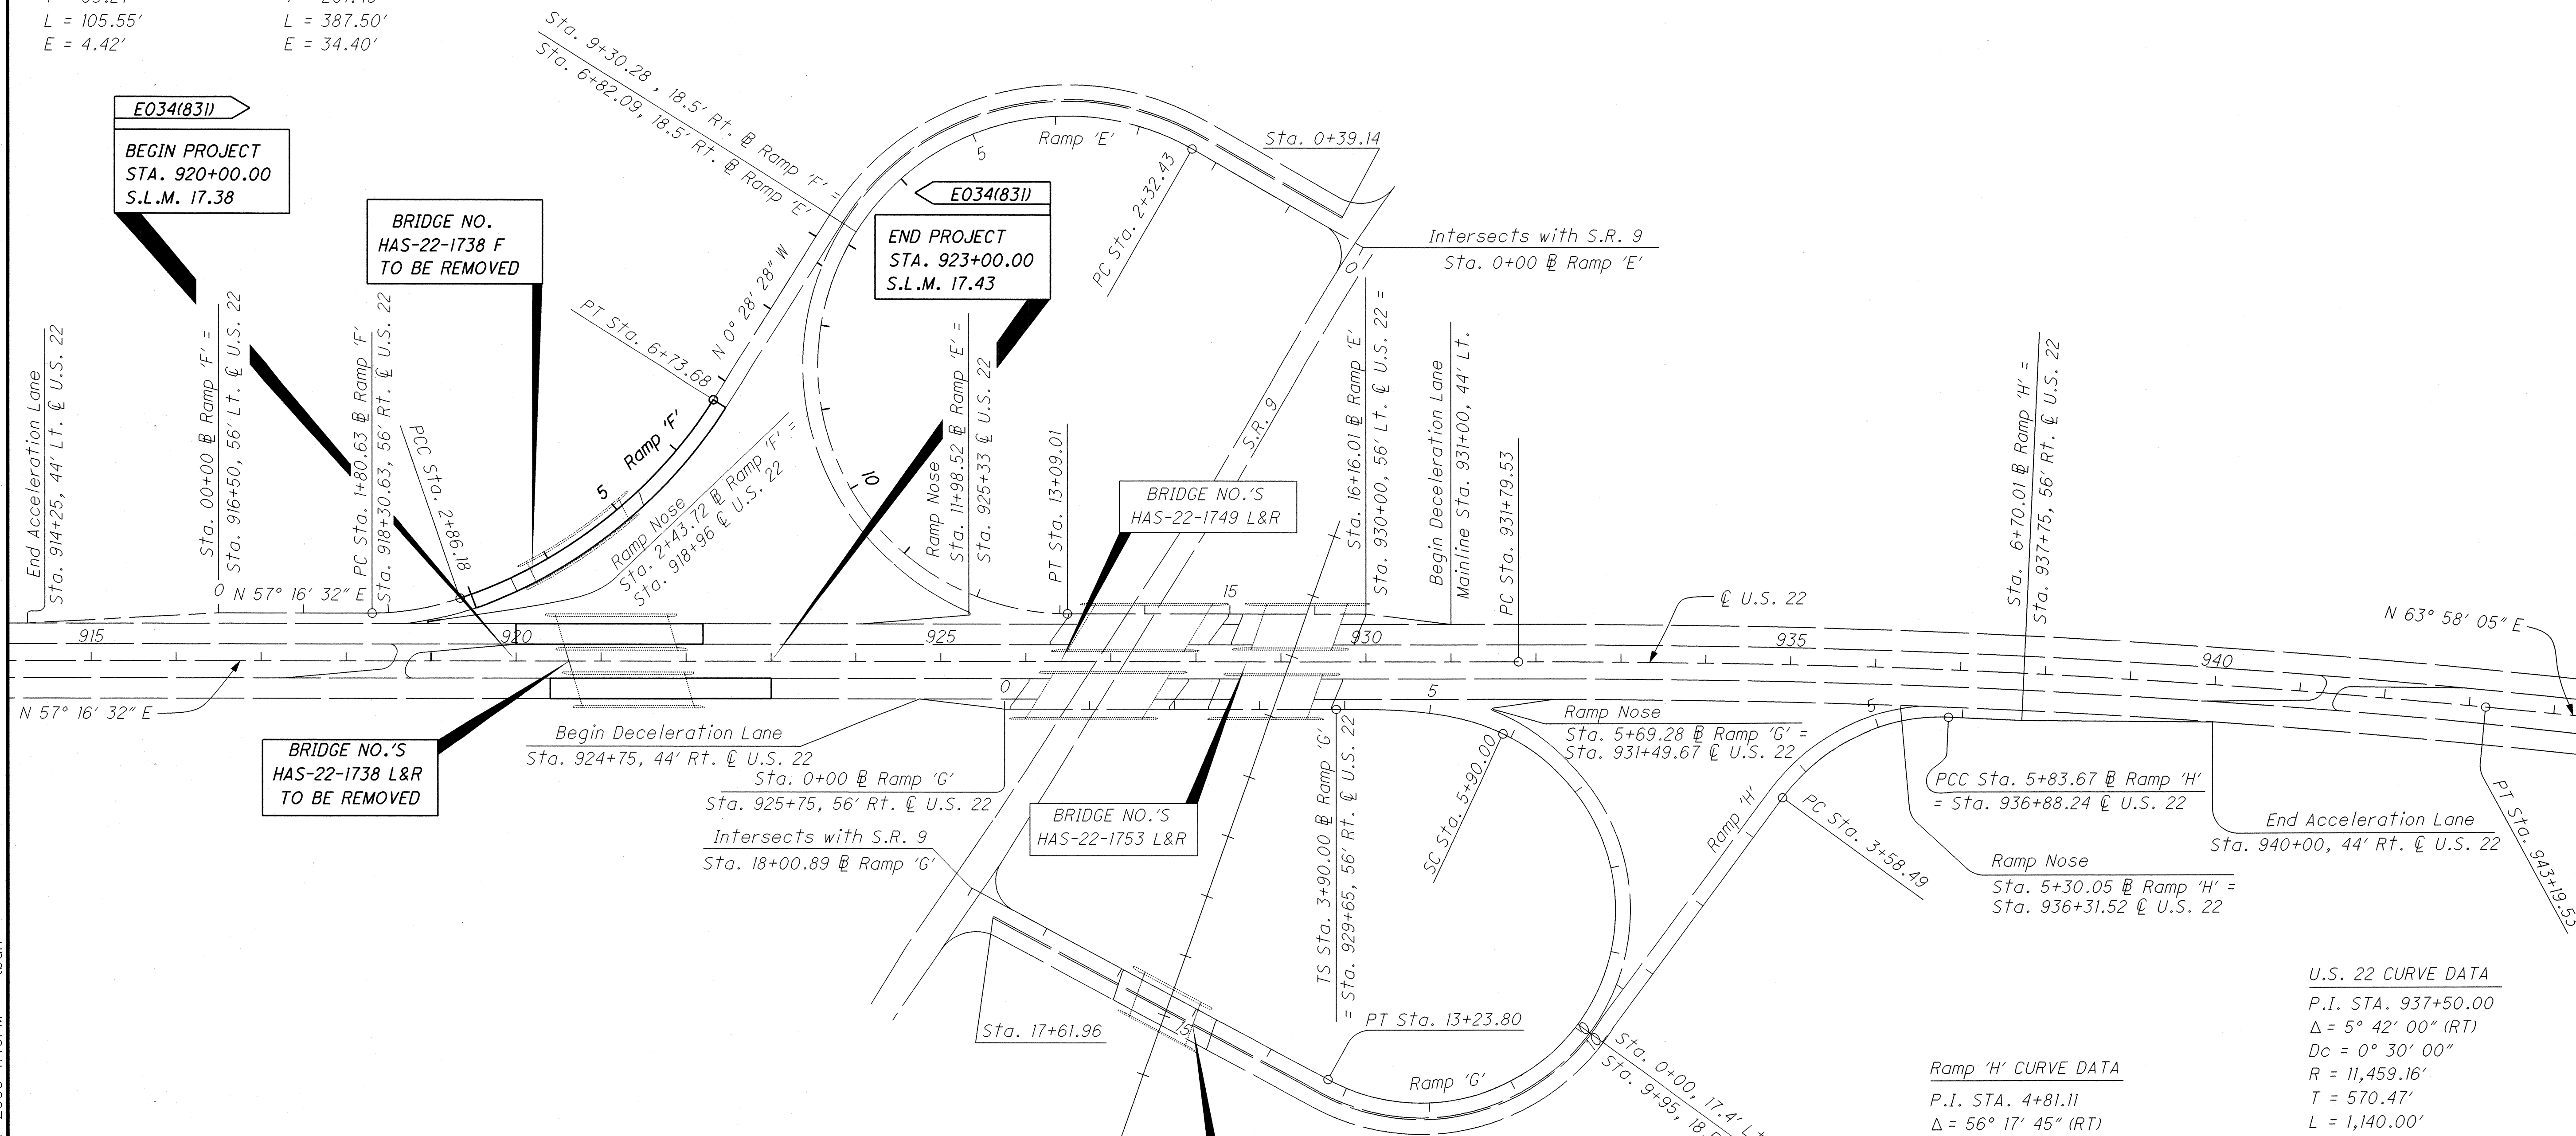 L = 105.55'
E = 4.42'
L = 387.50'
E = 34.40'
E034(831)
BEGIN PROJECT
STA. 920+00.00
S.L.M. 17.38
BRIDGE NO.
HAS-22-1738 F
TO BE REMOVED
Sta. 9+30.28 , 18.5' Rt. ⅊ Ramp 'F' =
Sta. 6+82.09, 18.5' Rt. ⅊ Ramp 'E'
E034(831)
END PROJECT
STA. 923+00.00
S.L.M. 17.43
Ramp 'E'
5
10
PC Sta. 2+32.43
Sta. 0+39.14
Intersects with S.R. 9
Sta. 0+00 ⅊ Ramp 'E'
0
S.R. 9
N 0° 28' 28" W
PT Sta. 6+73.68
Ramp 'F'
5
End Acceleration Lane
Sta. 914+25, 44' Lt. ℄ U.S. 22
Sta. 00+00 ⅊ Ramp 'F' =
Sta. 916+50, 56' Lt. ℄ U.S. 22
PC Sta. 1+80.63 ⅊ Ramp 'F'
Sta. 918+30.63, 56' Rt. ℄ U.S. 22
PCC Sta. 2+86.18
Ramp Nose
Sta. 2+43.72 ⅊ Ramp 'F' =
Sta. 918+96 ℄ U.S. 22
Ramp Nose
Sta. 11+98.52 ⅊ Ramp 'E' =
Sta. 925+33 ℄ U.S. 22
PT Sta. 13+09.01
BRIDGE NO.'S
HAS-22-1749 L&R
Sta. 16+16.01 ⅊ Ramp 'E'
Sta. 930+00, 56' Lt. ℄ U.S. 22 =
Begin Deceleration Lane
Mainline Sta. 931+00, 44' Lt.
PC Sta. 931+79.53
℄ U.S. 22
Sta. 6+70.01 ⅊ Ramp 'H' =
Sta. 937+75, 56' Rt. ℄ U.S. 22
N 63° 58' 05" E
0
N 57° 16' 32" E
15
915
920
925
930
935
940
N 57° 16' 32" E
0
5
5
BRIDGE NO.'S
HAS-22-1738 L&R
TO BE REMOVED
Begin Deceleration Lane
Sta. 924+75, 44' Rt. ℄ U.S. 22
Sta. 0+00 ⅊ Ramp 'G'
Sta. 925+75, 56' Rt. ℄ U.S. 22
Intersects with S.R. 9
Sta. 18+00.89 ⅊ Ramp 'G'
BRIDGE NO.'S
HAS-22-1753 L&R
TS Sta. 3+90.00 ⅊ Ramp 'G'
= Sta. 929+65, 56' Rt. ℄ U.S. 22
SC Sta. 5+90.00
Ramp Nose
Sta. 5+69.28 ⅊ Ramp 'G' =
Sta. 931+49.67 ℄ U.S. 22
Ramp 'H'
PC Sta. 3+58.49
PCC Sta. 5+83.67 ⅊ Ramp 'H'
= Sta. 936+88.24 ℄ U.S. 22
Ramp Nose
Sta. 5+30.05 ⅊ Ramp 'H' =
Sta. 936+31.52 ℄ U.S. 22
End Acceleration Lane
Sta. 940+00, 44' Rt. ℄ U.S. 22
PT Sta. 943+19.53
Sta. 17+61.96
15
PT Sta. 13+23.80
Ramp 'G'
Sta. 0+00, 17.4' Lt
Sta. 9+95, 18.
Ramp 'H' CURVE DATA
P.I. STA. 4+81.11
Δ = 56° 17' 45" (RT)
U.S. 22 CURVE DATA
P.I. STA. 937+50.00
Δ = 5° 42' 00" (RT)
Dc = 0° 30' 00"
R = 11,459.16'
T = 570.47'
L = 1,140.00'